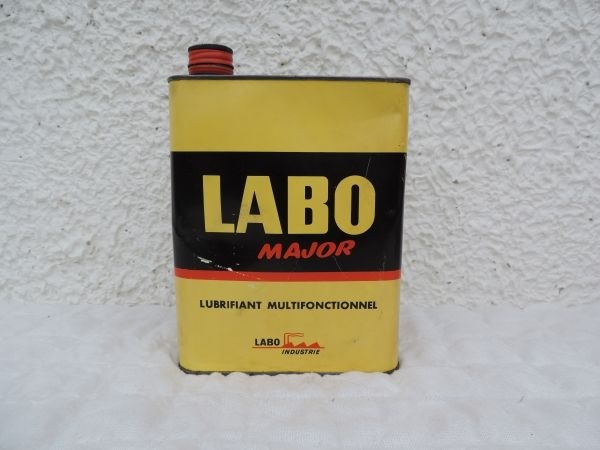 LABO
MAJOR
LUBRIFIANT MULTIFONCTIONNEL
LABO
INDUSTRIE